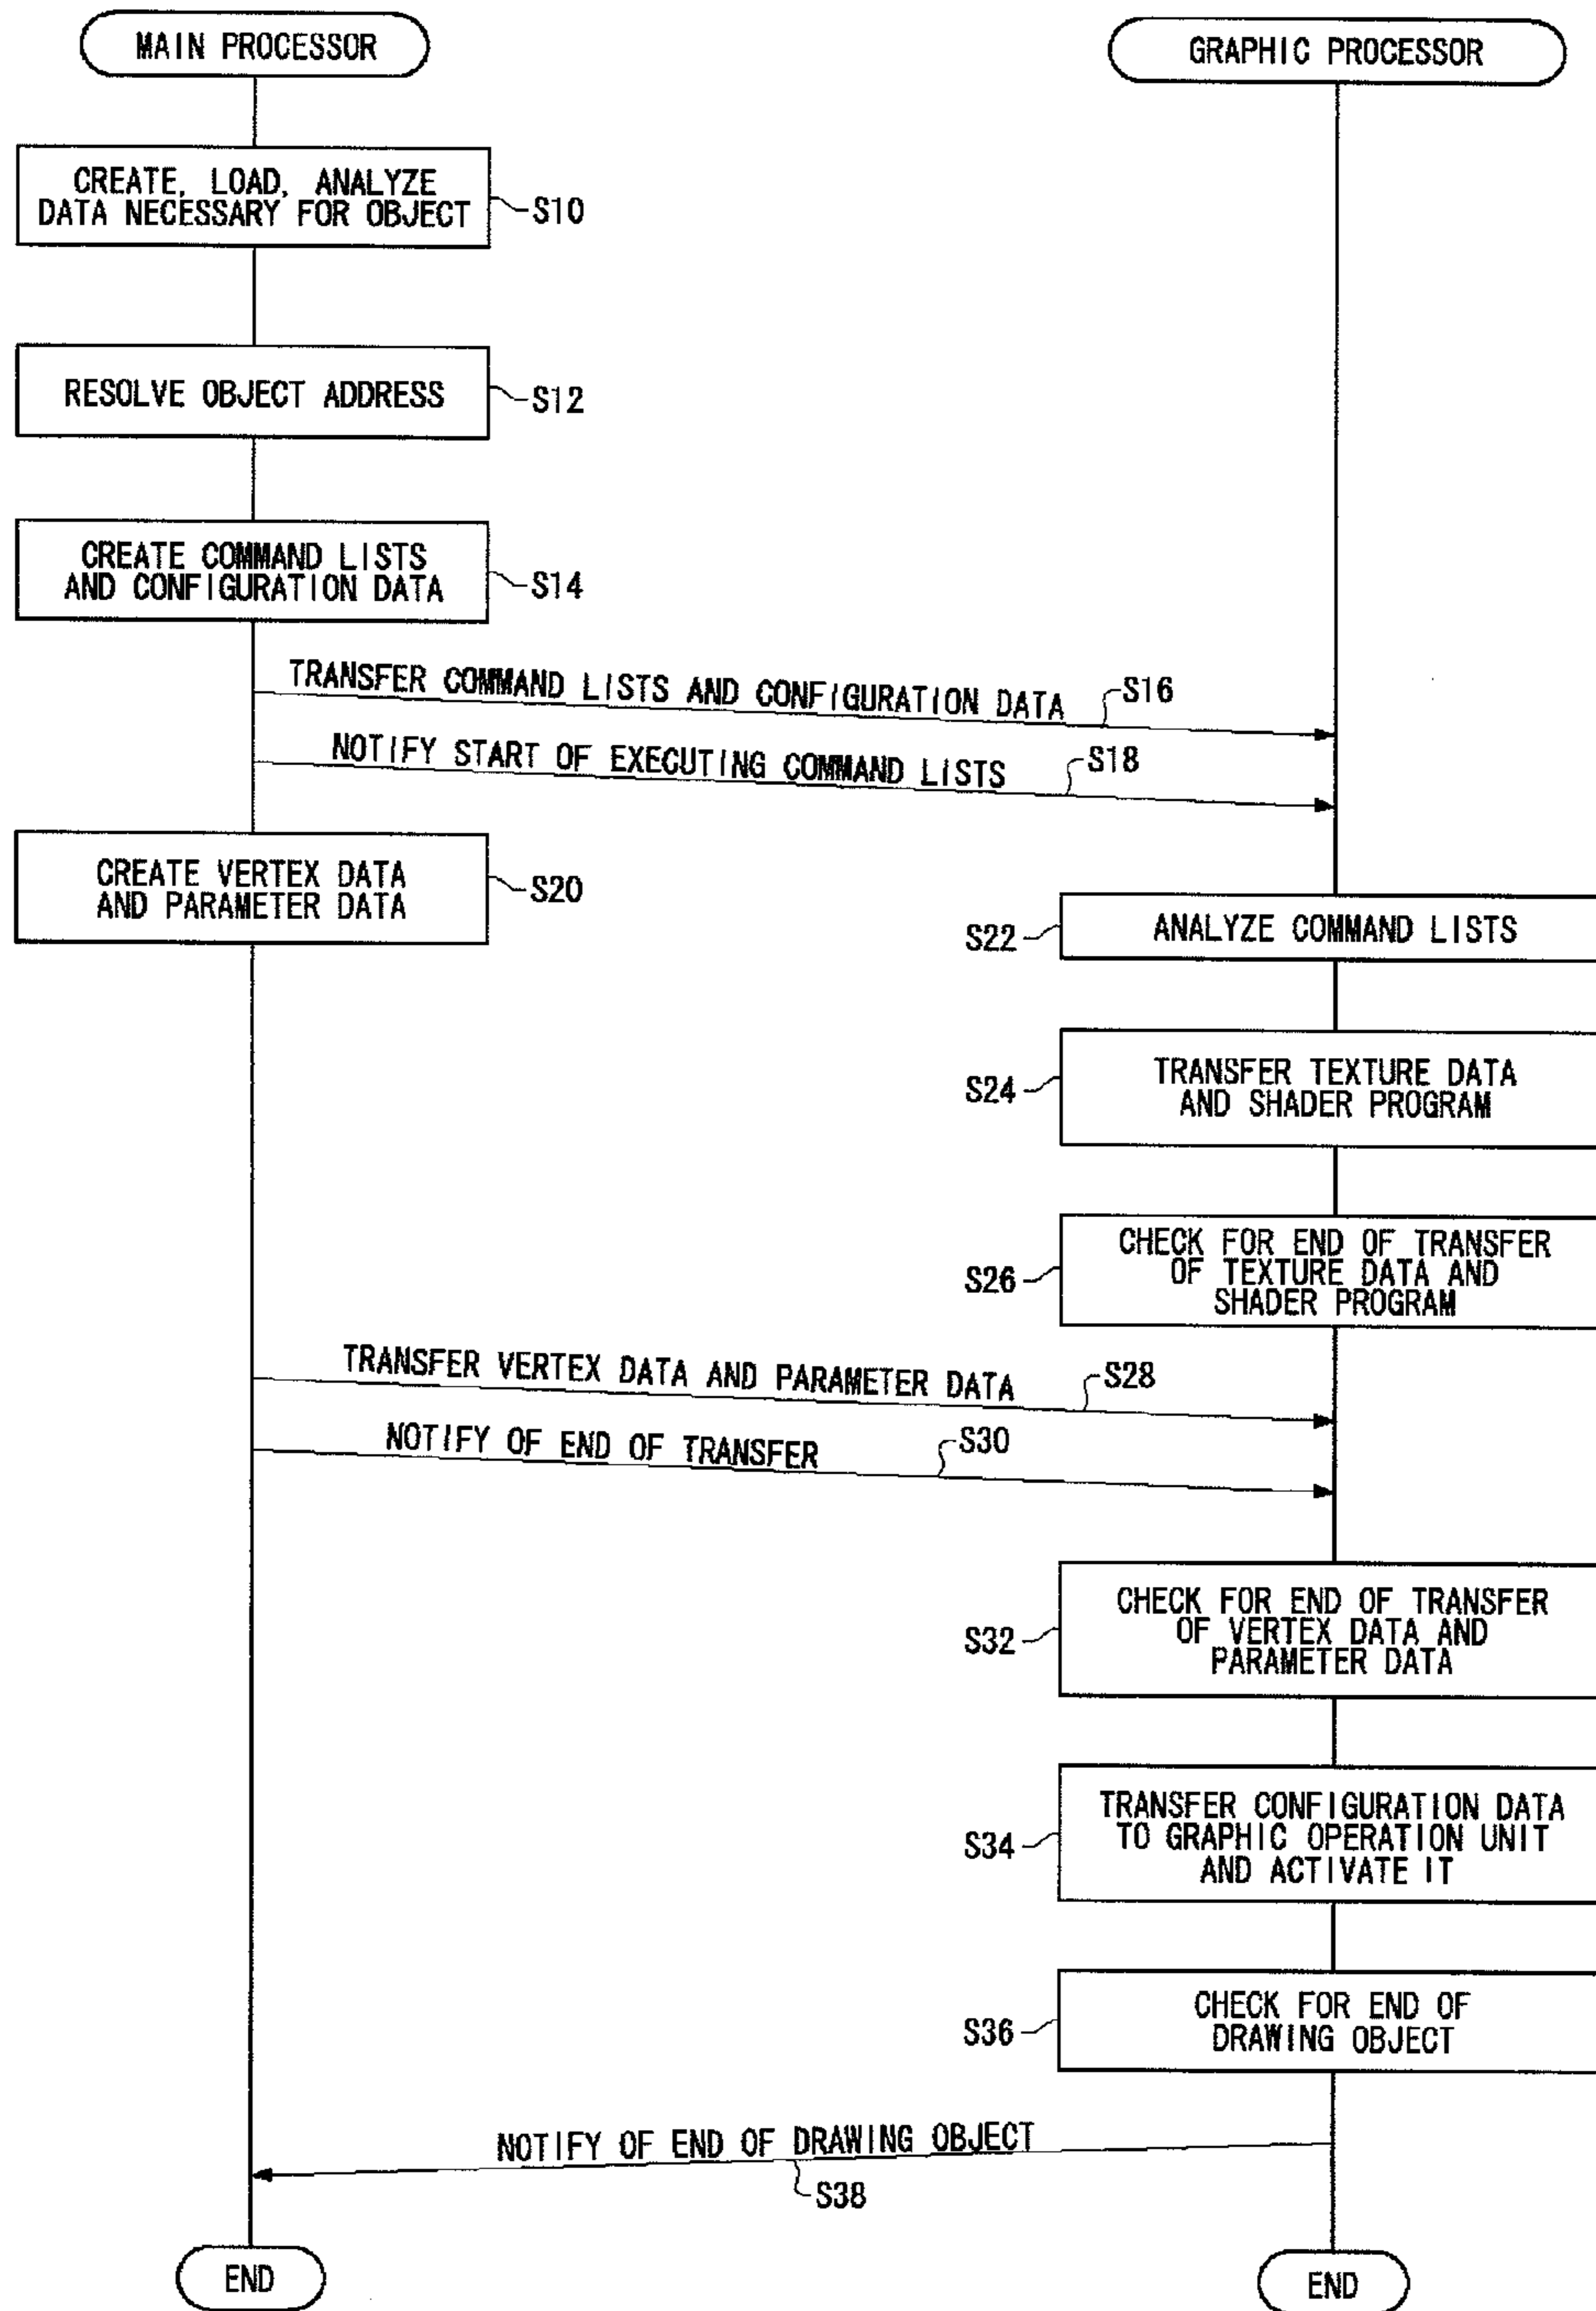 MAIN PROCESSOR
GRAPHIC PROCESSOR
CREATE, LOAD, ANALYZE
DATA NECESSARY FOR OBJECT
S10
RESOLVE OBJECT ADDRESS
S12
CREATE COMMAND LISTS
AND CONFIGURATION DATA
S14
TRANSFER COMMAND LISTS AND CONFIGURATION DATA
S16
NOTIFY START OF EXECUTING COMMAND LISTS
S18
CREATE VERTEX DATA
AND PARAMETER DATA
S20
S22
ANALYZE COMMAND LISTS
S24
TRANSFER TEXTURE DATA
AND SHADER PROGRAM
S26
CHECK FOR END OF TRANSFER
OF TEXTURE DATA AND
SHADER PROGRAM
TRANSFER VERTEX DATA AND PARAMETER DATA
S28
NOTIFY OF END OF TRANSFER
S30
S32
CHECK FOR END OF TRANSFER
OF VERTEX DATA AND
PARAMETER DATA
S34
TRANSFER CONFIGURATION DATA
TO GRAPHIC OPERATION UNIT
AND ACTIVATE IT
S36
CHECK FOR END OF
DRAWING OBJECT
NOTIFY OF END OF DRAWING OBJECT
S38
END
END